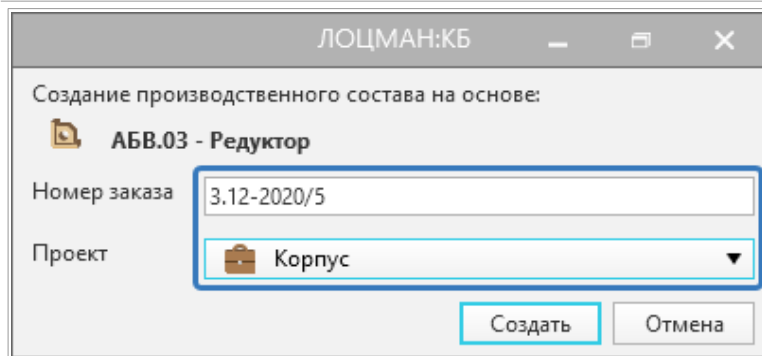 ЛОЦМАН:КБ
Создание производственного состава на основе:
АБВ.03 - Редуктор
Номер заказа 3.12-2020/5
Проект Корпус
Создать Отмена